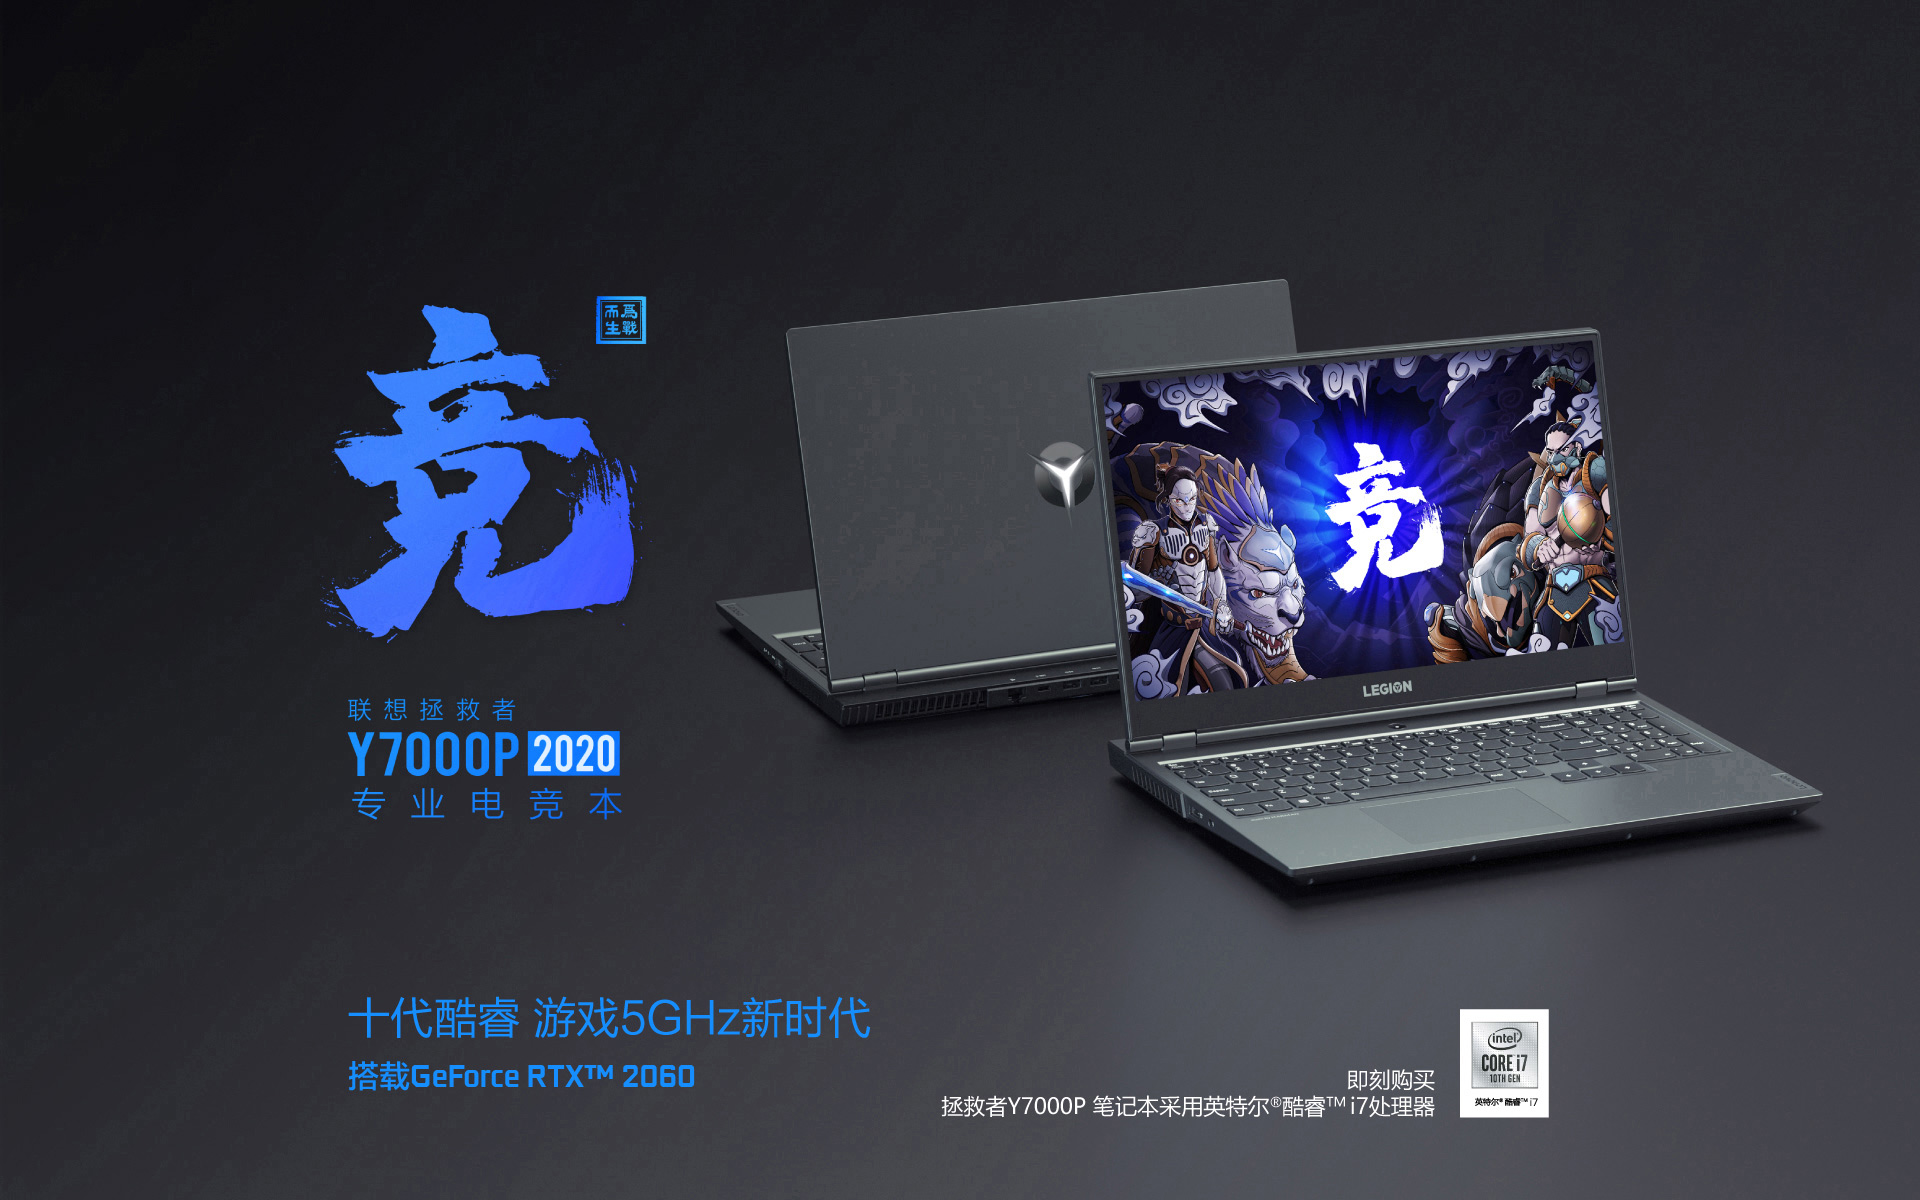 竞
為戰
而生
联想拯救者
Y7000P 2020
专业电竞本
竞
LEGION
十代酷睿 游戏5GHz新时代
搭载GeForce RTX™ 2060
即刻购买
拯救者Y7000P 笔记本采用英特尔®酷睿™ i7处理器
intel
CORE i7
10TH GEN
英特尔® 酷睿™ i7